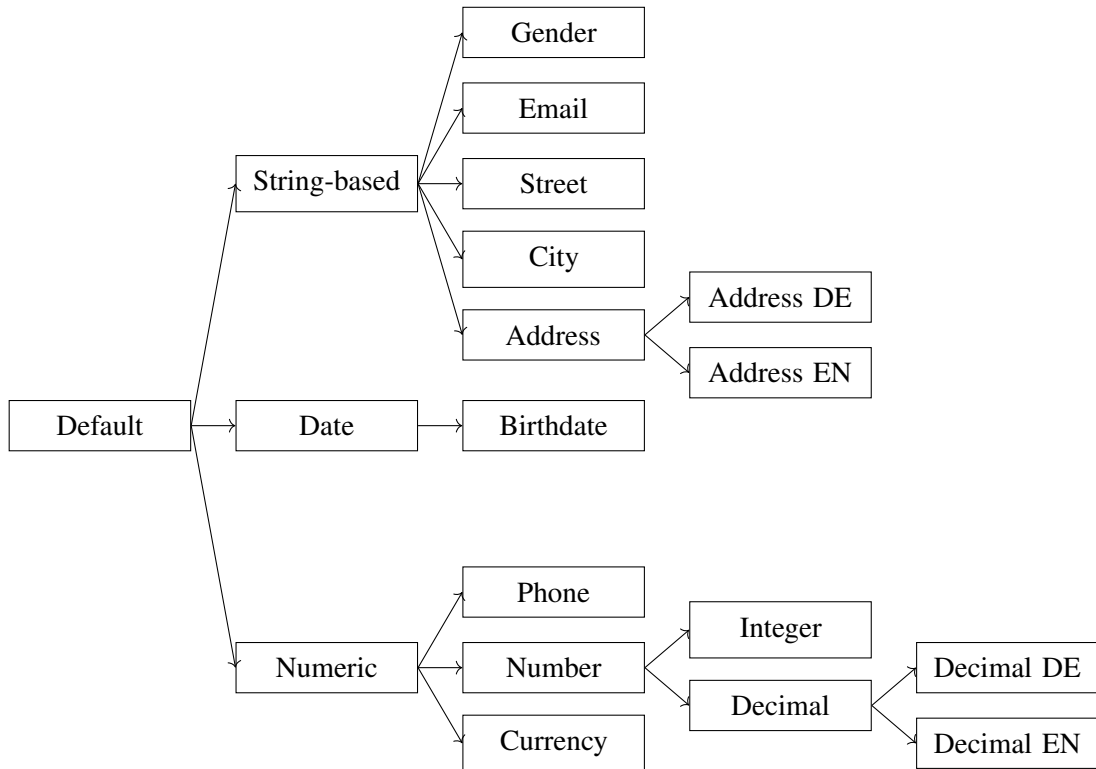 Gender
Email
String-based
Street
City
Address DE
Address
Address EN
Default
Date
Birthdate
Phone
Integer
Numeric
Number
Decimal DE
Decimal
Currency
Decimal EN